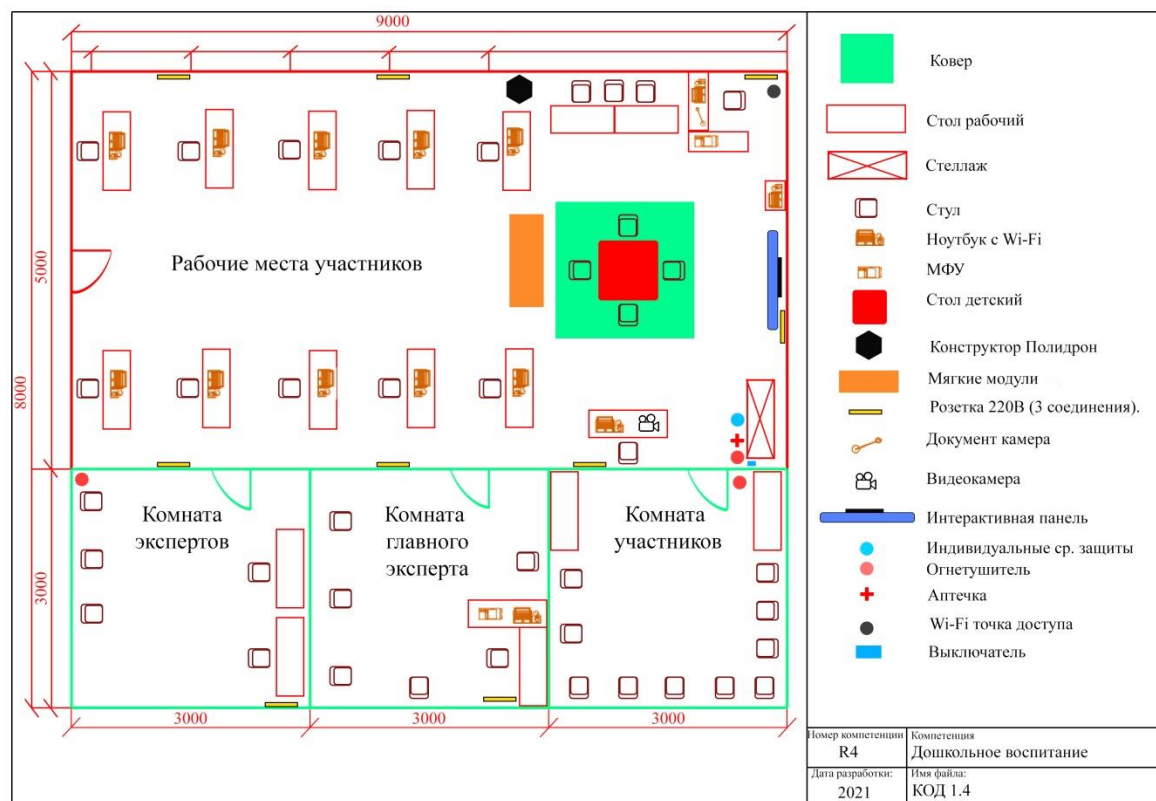 9000
Рабочие места участников
5000
8000
3000
Комната
экспертов
Комната
главного
эксперта
Комната
участников
3000
3000
3000
Ковер
Стол рабочий
Стеллаж
Стул
Ноутбук с Wi-Fi
МФУ
Стол детский
Конструктор Полидрон
Мягкие модули
Розетка 220В (3 соединения).
Документ камера
Видеокамера
Интерактивная панель
Индивидуальные ср. защиты
Огнетушитель
Аптечка
Wi-Fi точка доступа
Выключатель
Номер компетенции
R4
Компетенция
Дошкольное воспитание
Дата разработки:
2021
Имя файла:
КОД 1.4